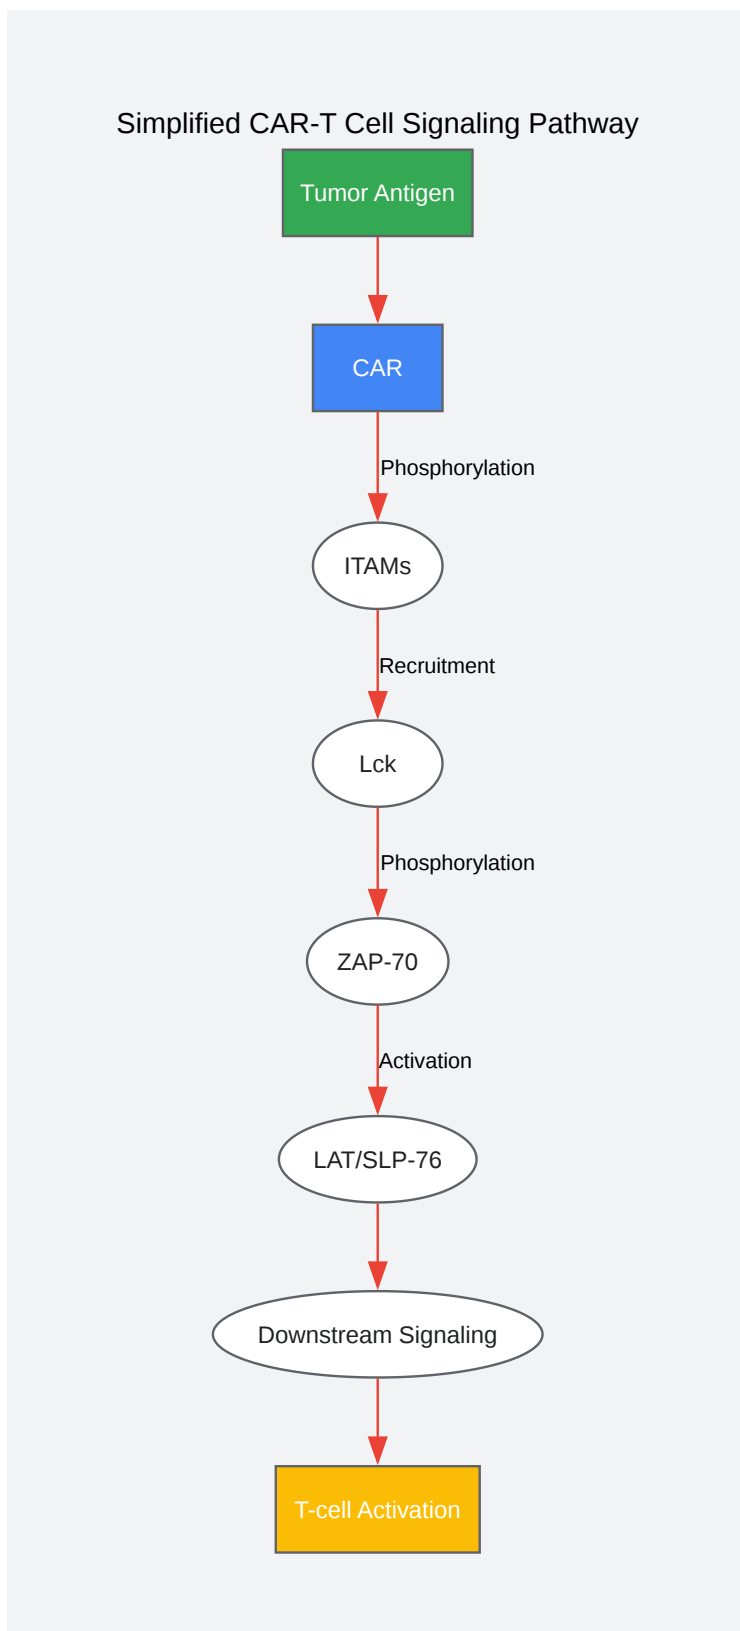 Simplified CAR-T Cell Signaling Pathway
Tumor Antigen
CAR
Phosphorylation
ITAMs
Recruitment
Lck
Phosphorylation
ZAP-70
Activation
LAT/SLP-76
Downstream Signaling
T-cell Activation